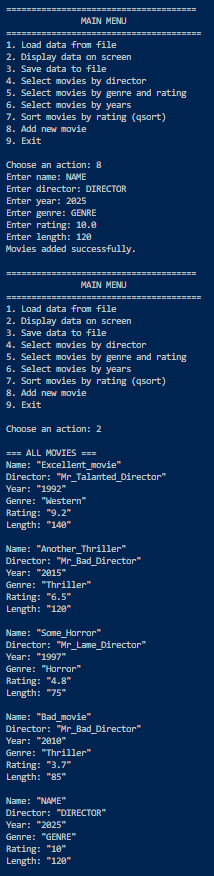 ======================================
MAIN MENU
=======================================
1. Load data from file
2. Display data on screen
3. Save data to file
4. Select movies by director
5. Select movies by genre and rating
6. Select movies by years
7. Sort movies by rating (qsort)
8. Add new movie
9. Exit
Choose an action: 8
Enter name: NAME
Enter director: DIRECTOR
Enter year: 2025
Enter genre: GENRE
Enter rating: 10.0
Enter length: 120
Movies added successfully.
======================================
MAIN MENU
=======================================
1. Load data from file
2. Display data on screen
3. Save data to file
4. Select movies by director
5. Select movies by genre and rating
6. Select movies by years
7. Sort movies by rating (qsort)
8. Add new movie
9. Exit
Choose an action: 2
=== ALL MOVIES ===
Name: "Excellent_movie"
Director: "Mr_Talanted_Director"
Year: "1992"
Genre: "Western"
Rating: "9.2"
Length: "140"
Name: "Another_Thriller"
Director: "Mr_Bad_Director"
Year: "2015"
Genre: "Thriller"
Rating: "6.5"
Length: "120"
Name: "Some_Horror"
Director: "Mr_Lame_Director"
Year: "1997"
Genre: "Horror"
Rating: "4.8"
Length: "75"
Name: "Bad_movie"
Director: "Mr_Bad_Director"
Year: "2010"
Genre: "Thriller"
Rating: "3.7"
Length: "85"
Name: "NAME"
Director: "DIRECTOR"
Year: "2025"
Genre: "GENRE"
Rating: "10"
Length: "120"